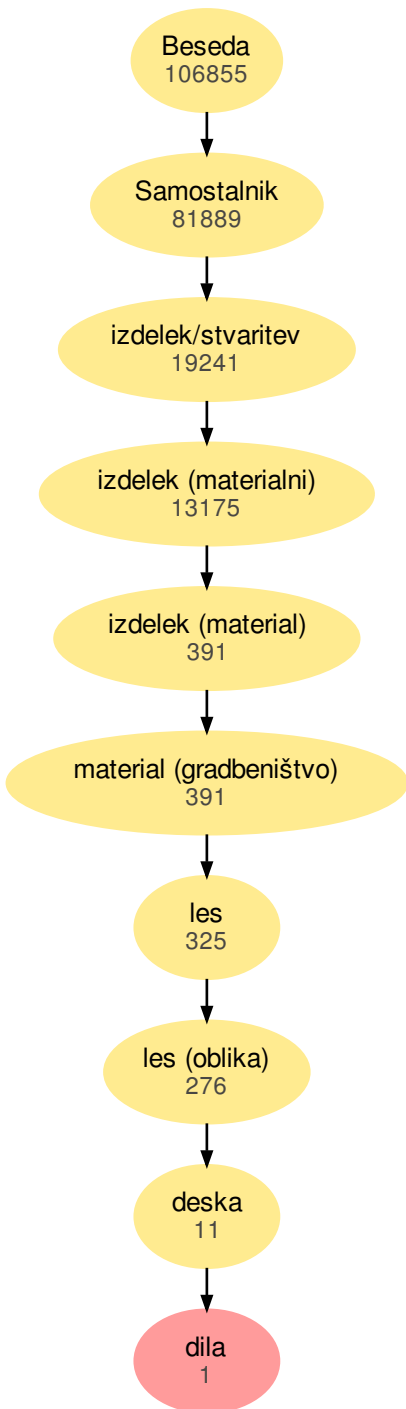 Beseda
106855
Samostalnik
81889
izdelek/stvaritev
19241
izdelek (materialni)
13175
izdelek (material)
391
material (gradbeništvo)
391
les
325
les (oblika)
276
deska
11
dila
1